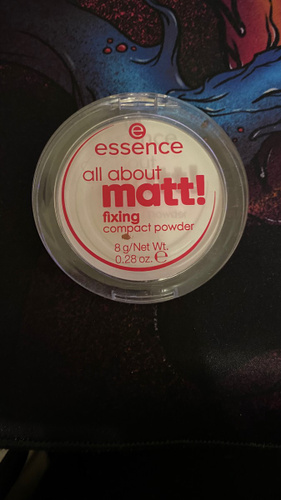 essence
all about
matt!
fixing
compact powder
8 g/Net Wt.
0.28 oz. ℮